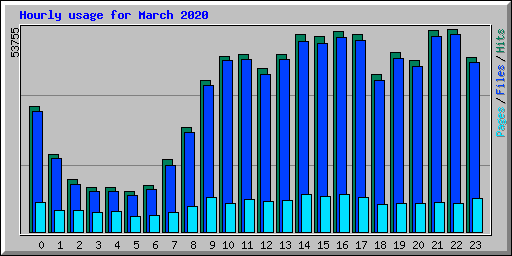 Hourly usage for March 2020
53755
Pages/Files/Hits
0 1 2 3 4 5 6 7 8 9 10 11 12 13 14 15 16 17 18 19 20 21 22 23